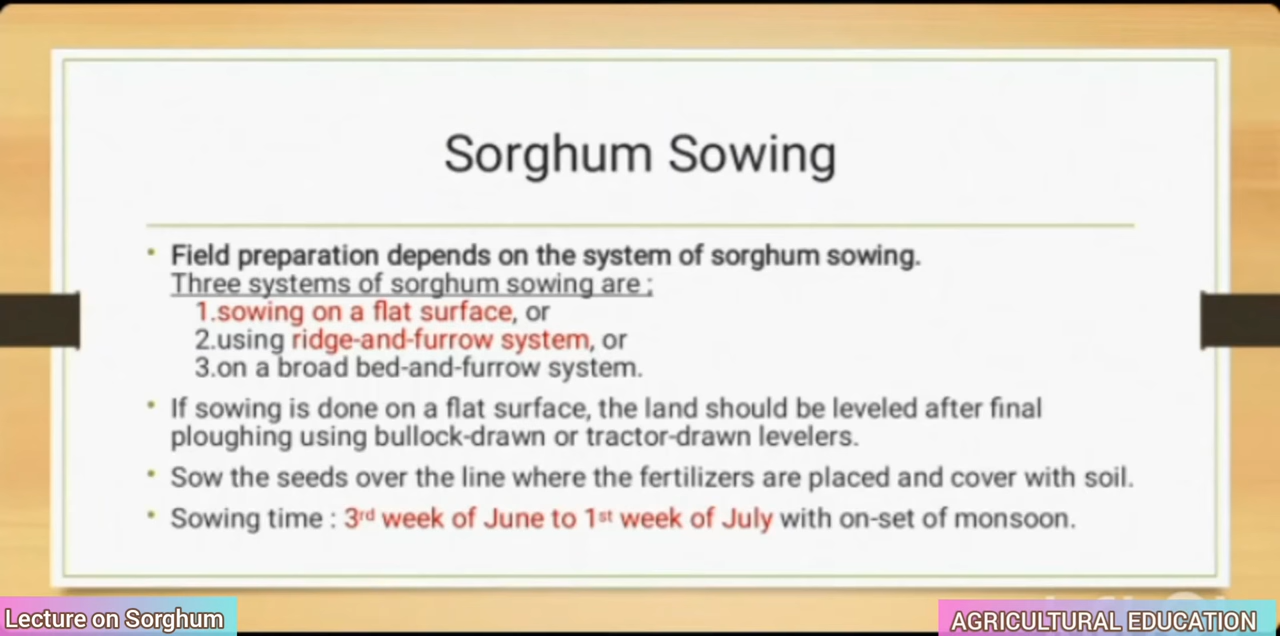 Sorghum Sowing
• Field preparation depends on the system of sorghum sowing.
Three systems of sorghum sowing are ;
1.sowing on a flat surface, or
2.using ridge-and-furrow system, or
3.on a broad bed-and-furrow system.
• If sowing is done on a flat surface, the land should be leveled after final
ploughing using bullock-drawn or tractor-drawn levelers.
• Sow the seeds over the line where the fertilizers are placed and cover with soil.
• Sowing time : 3rd week of June to 1st week of July with on-set of monsoon.
Lecture on Sorghum
AGRICULTURAL EDUCATION